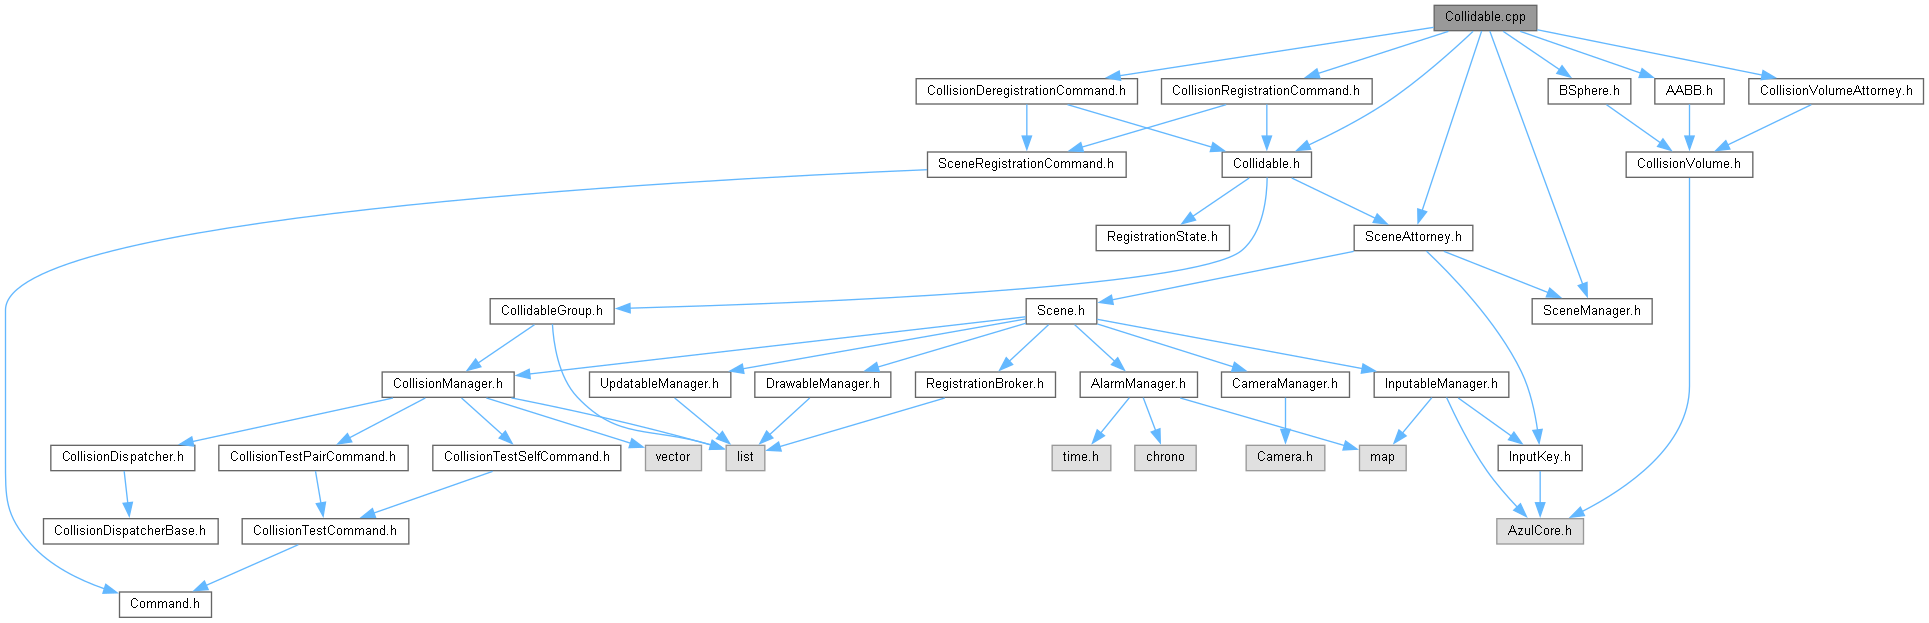 Collidable.cpp
CollisionDeregistrationCommand.h
CollisionRegistrationCommand.h
BSphere.h
AABB.h
CollisionVolumeAttorney.h
SceneRegistrationCommand.h
Collidable.h
CollisionVolume.h
RegistrationState.h
SceneAttorney.h
CollidableGroup.h
Scene.h
SceneManager.h
CollisionManager.h
UpdatableManager.h
DrawableManager.h
RegistrationBroker.h
AlarmManager.h
CameraManager.h
InputableManager.h
CollisionDispatcher.h
CollisionTestPairCommand.h
CollisionTestSelfCommand.h
vector
list
time.h
chrono
Camera.h
map
InputKey.h
CollisionDispatcherBase.h
CollisionTestCommand.h
AzulCore.h
Command.h